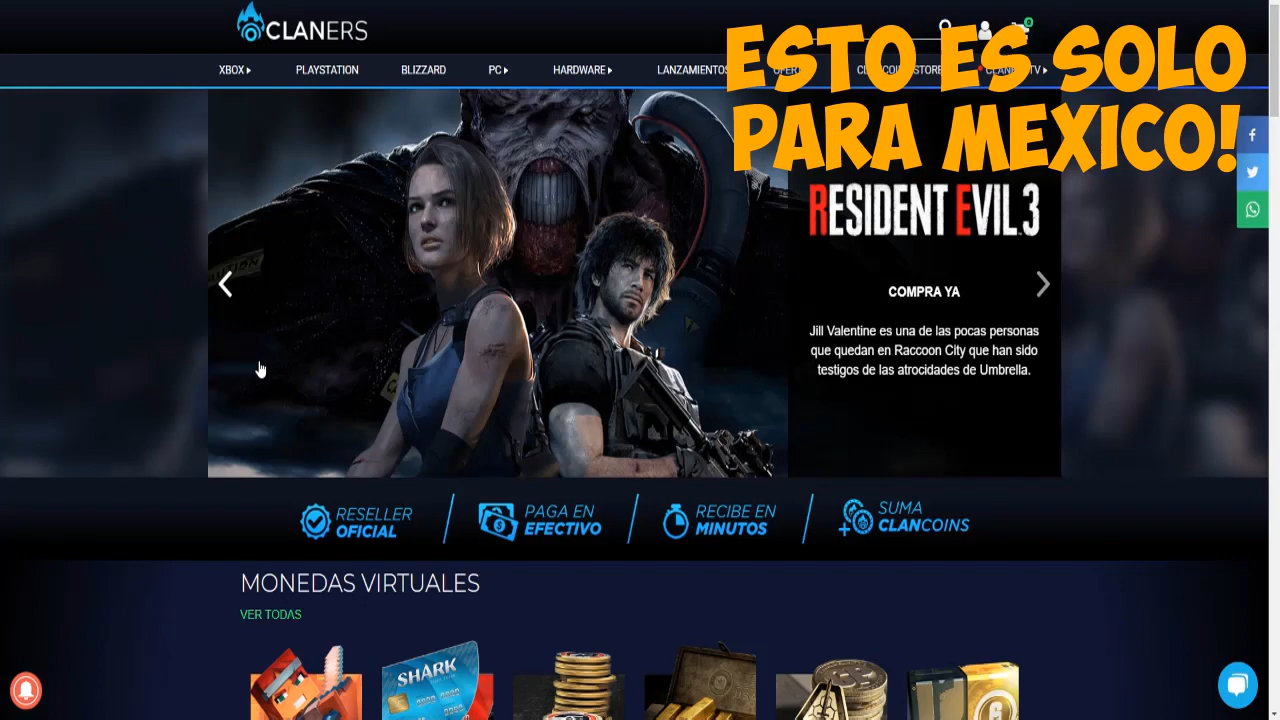 CLANERS
ESTO ES SOLO
PARA MEXICO!
0
XBOX PLAYSTATION BLIZZARD PC HARDWARE LANZAMIENTOS
RESIDENT EVIL 3
COMPRA YA
Jill Valentine es una de las pocas personas
que quedan en Raccoon City que han sido
testigos de las atrocidades de Umbrella.
RESELLER
OFICIAL
PAGA EN
EFECTIVO
RECIBE EN
MINUTOS
SUMA
CLANCOINS
MONEDAS VIRTUALES
VER TODAS
SHARK